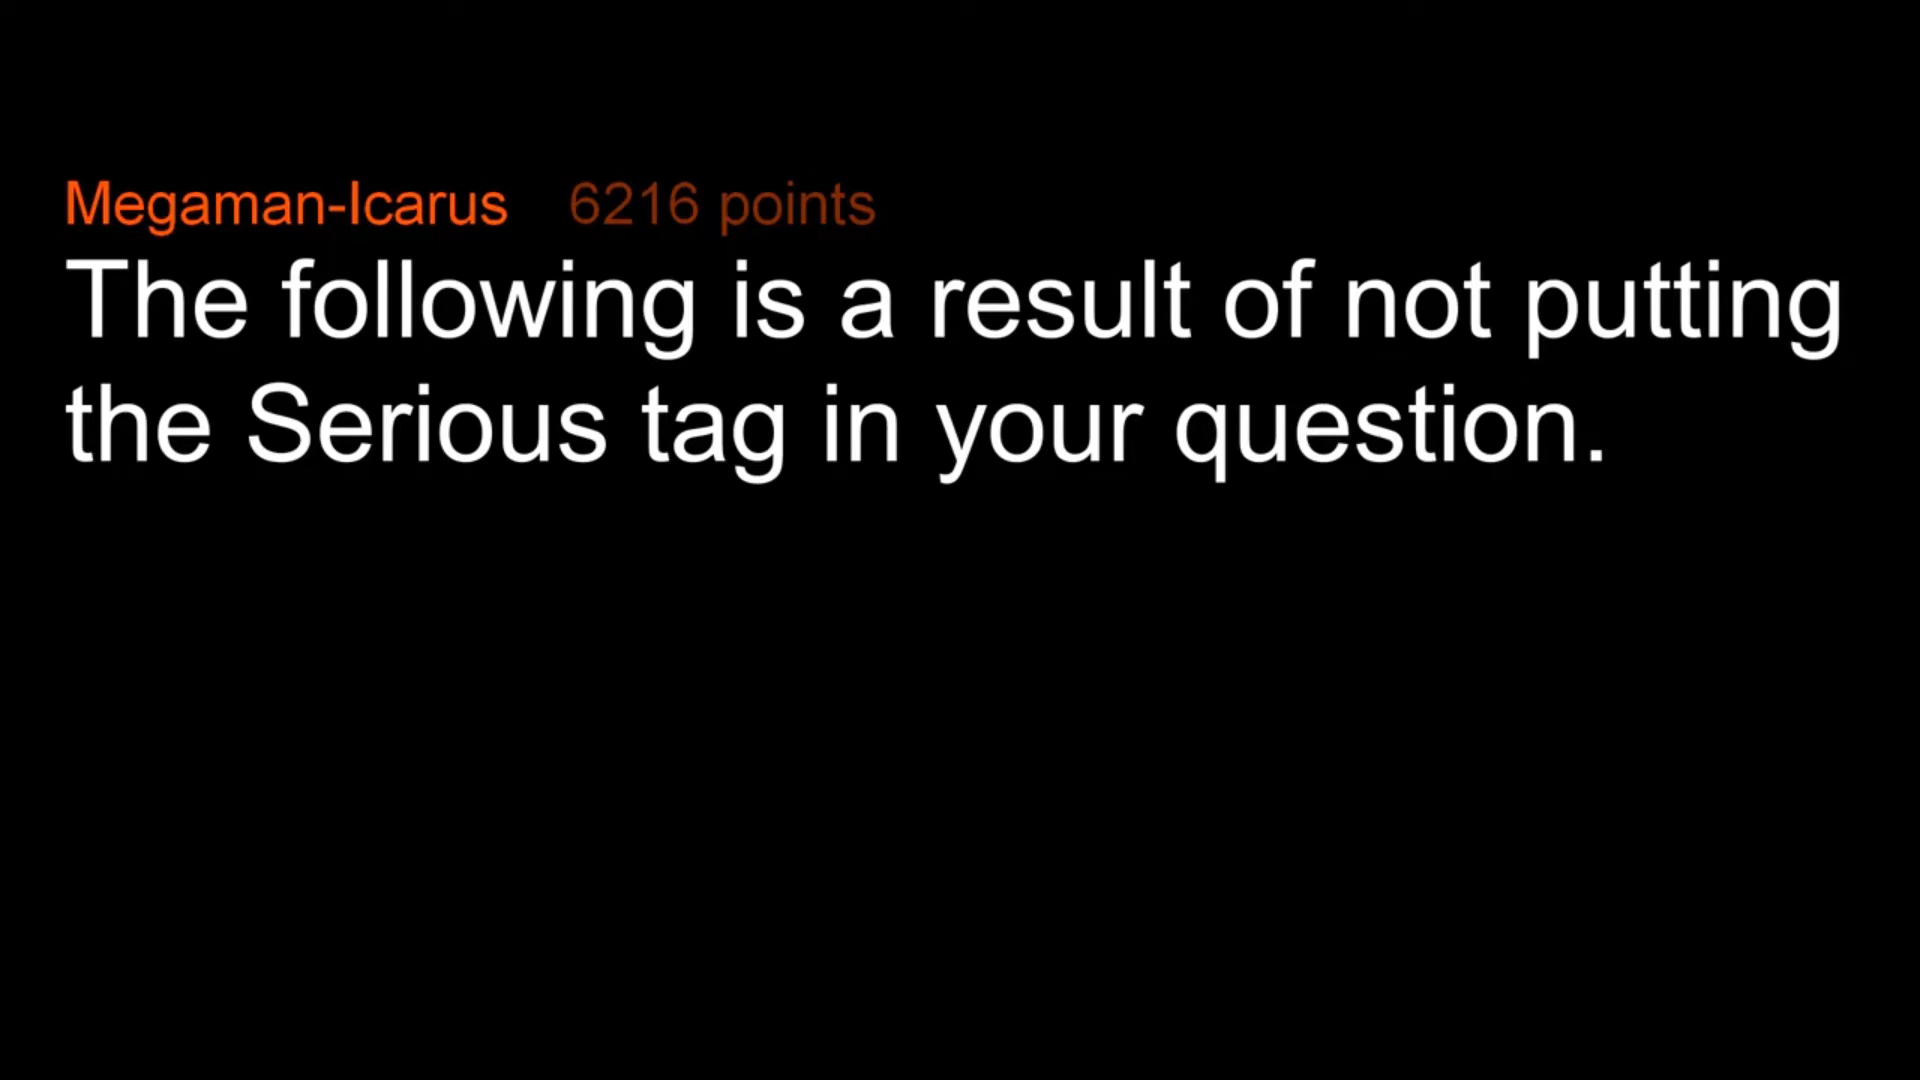 Megaman-Icarus 6216 points
The following is a result of not putting
the Serious tag in your question.